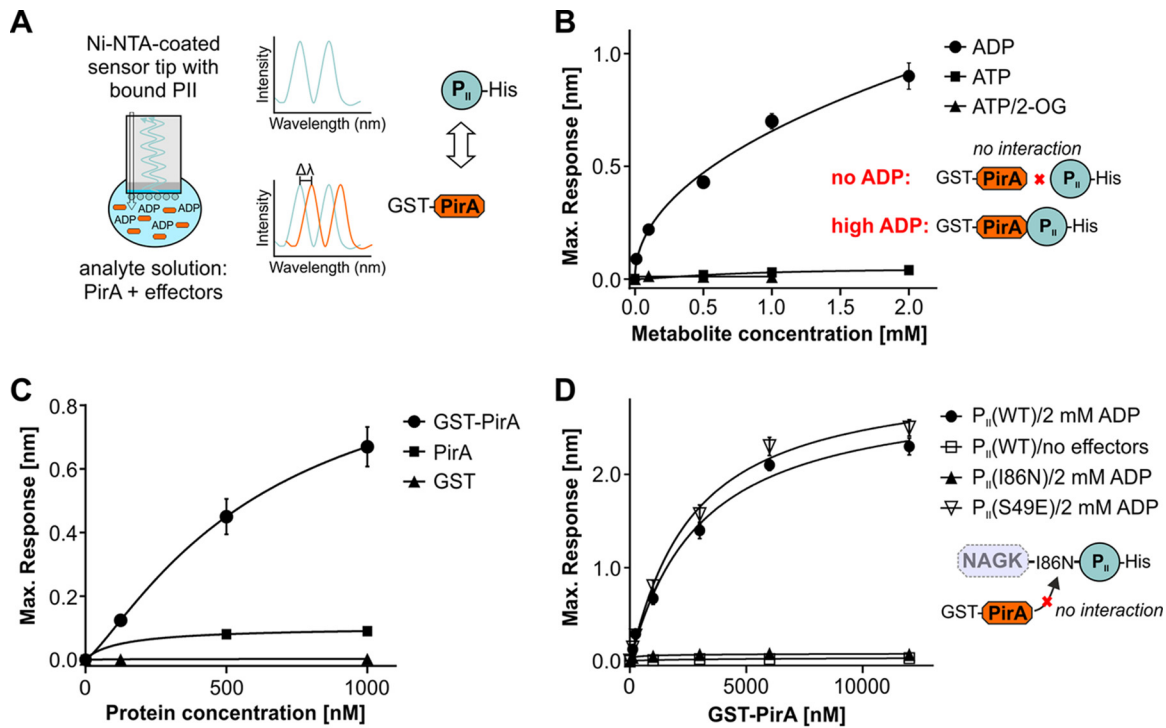 A
Ni-NTA-coated
sensor tip with
bound PII
ADP
ADP
ADP
ADP
ADP
analyte solution:
PirA + effectors
Intensity
Wavelength (nm)
Δλ
Intensity
Wavelength (nm)
PII-His
GST-PirA
B
Max. Response [nm]
1.0
0.5
0.0
0.0 0.5 1.0 1.5 2.0
Metabolite concentration [mM]
ADP
ATP
ATP/2-OG
no interaction
no ADP: GST-PirA × PII-His
high ADP: GST-PirA PII-His
C
Max. Response [nm]
0.8
0.6
0.4
0.2
0.0
0 500 1000
Protein concentration [nM]
GST-PirA
PirA
GST
D
Max. Response [nm]
2.0
1.0
0.0
0 5000 10000
GST-PirA [nM]
PII(WT)/2 mM ADP
PII(WT)/no effectors
PII(I86N)/2 mM ADP
PII(S49E)/2 mM ADP
NAGK-I86N-PII-His
GST-PirA × no interaction